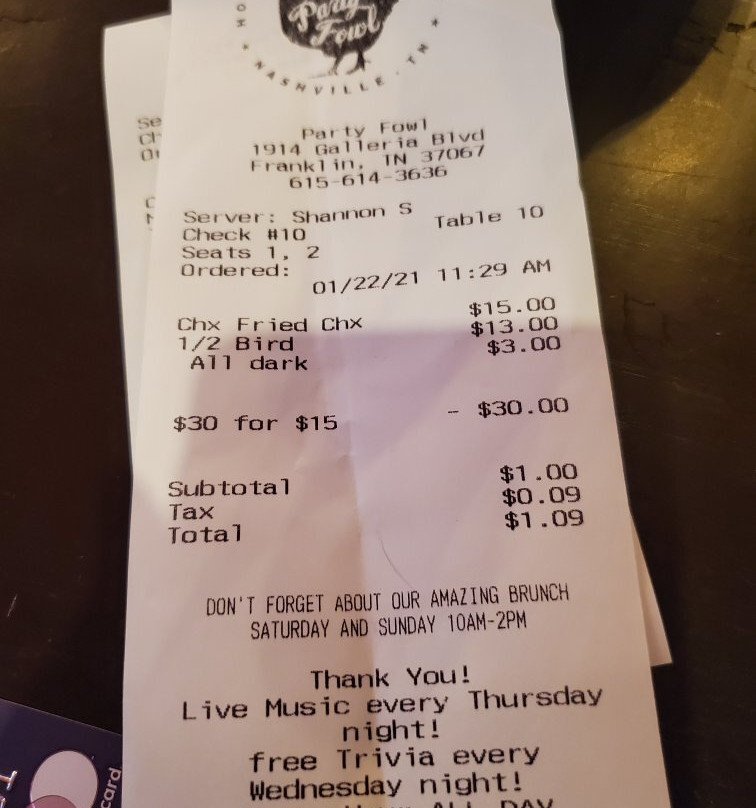 Party
Fowl
NASHVILLE, TN
Party Fowl
1914 Galleria Blvd
Franklin, TN 37067
615-614-3636
Server: Shannon S Table 10
Check #10
Seats 1, 2
Ordered:
01/22/21 11:29 AM
Chx Fried Chx $15.00
1/2 Bird $13.00
All dark $3.00
$30 for $15 - $30.00
Subtotal $1.00
Tax $0.09
Total $1.09
DON'T FORGET ABOUT OUR AMAZING BRUNCH
SATURDAY AND SUNDAY 10AM-2PM
Thank You!
Live Music every Thursday
night!
free Trivia every
Wednesday night!
ALL DAY
card